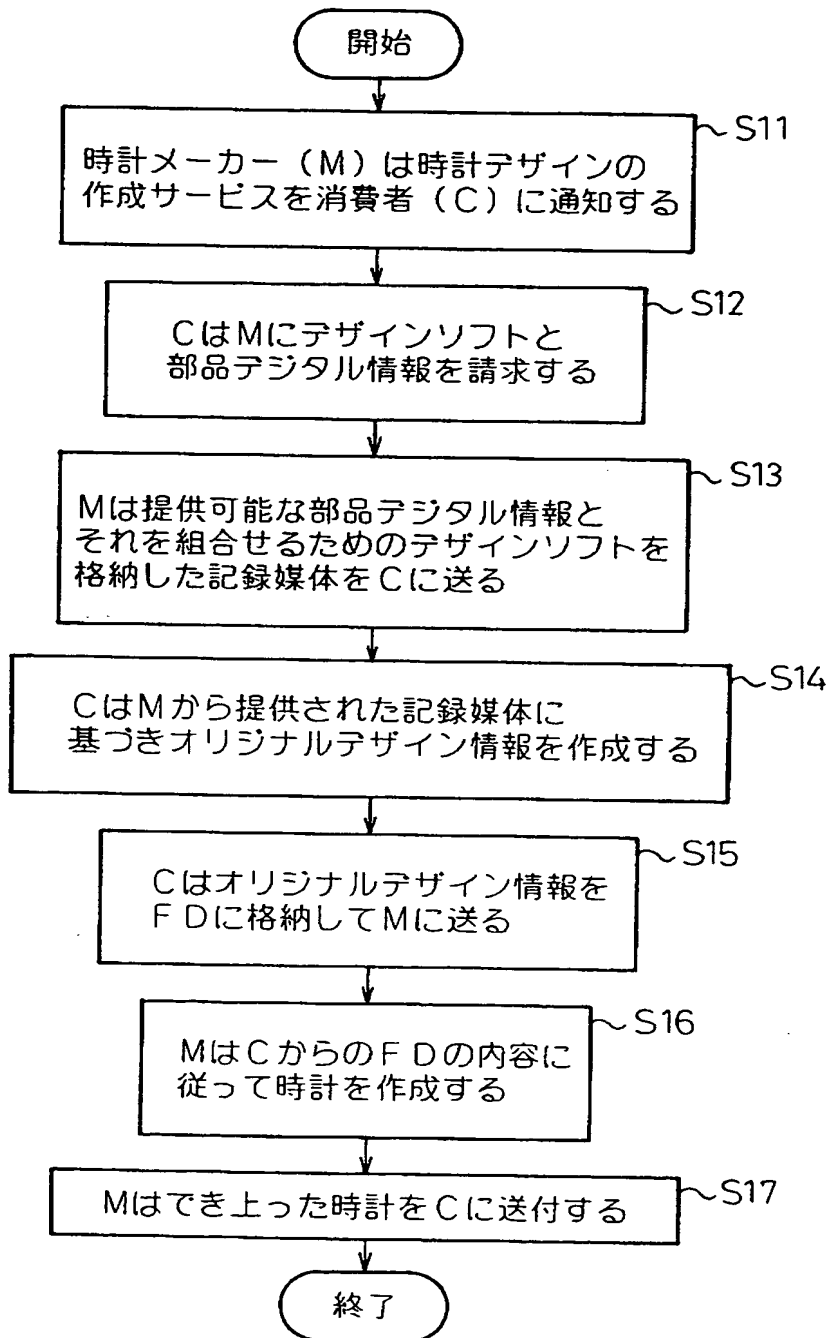 開始
S11
時計メーカー（M）は時計デザインの
作成サービスを消費者（C）に通知する
S12
CはMにデザインソフトと
部品デジタル情報を請求する
S13
Mは提供可能な部品デジタル情報と
それを組合せるためのデザインソフトを
格納した記録媒体をCに送る
S14
CはMから提供された記録媒体に
基づきオリジナルデザイン情報を作成する
S15
Cはオリジナルデザイン情報を
FDに格納してMに送る
S16
MはCからのFDの内容に
従って時計を作成する
S17
Mはでき上った時計をCに送付する
終了